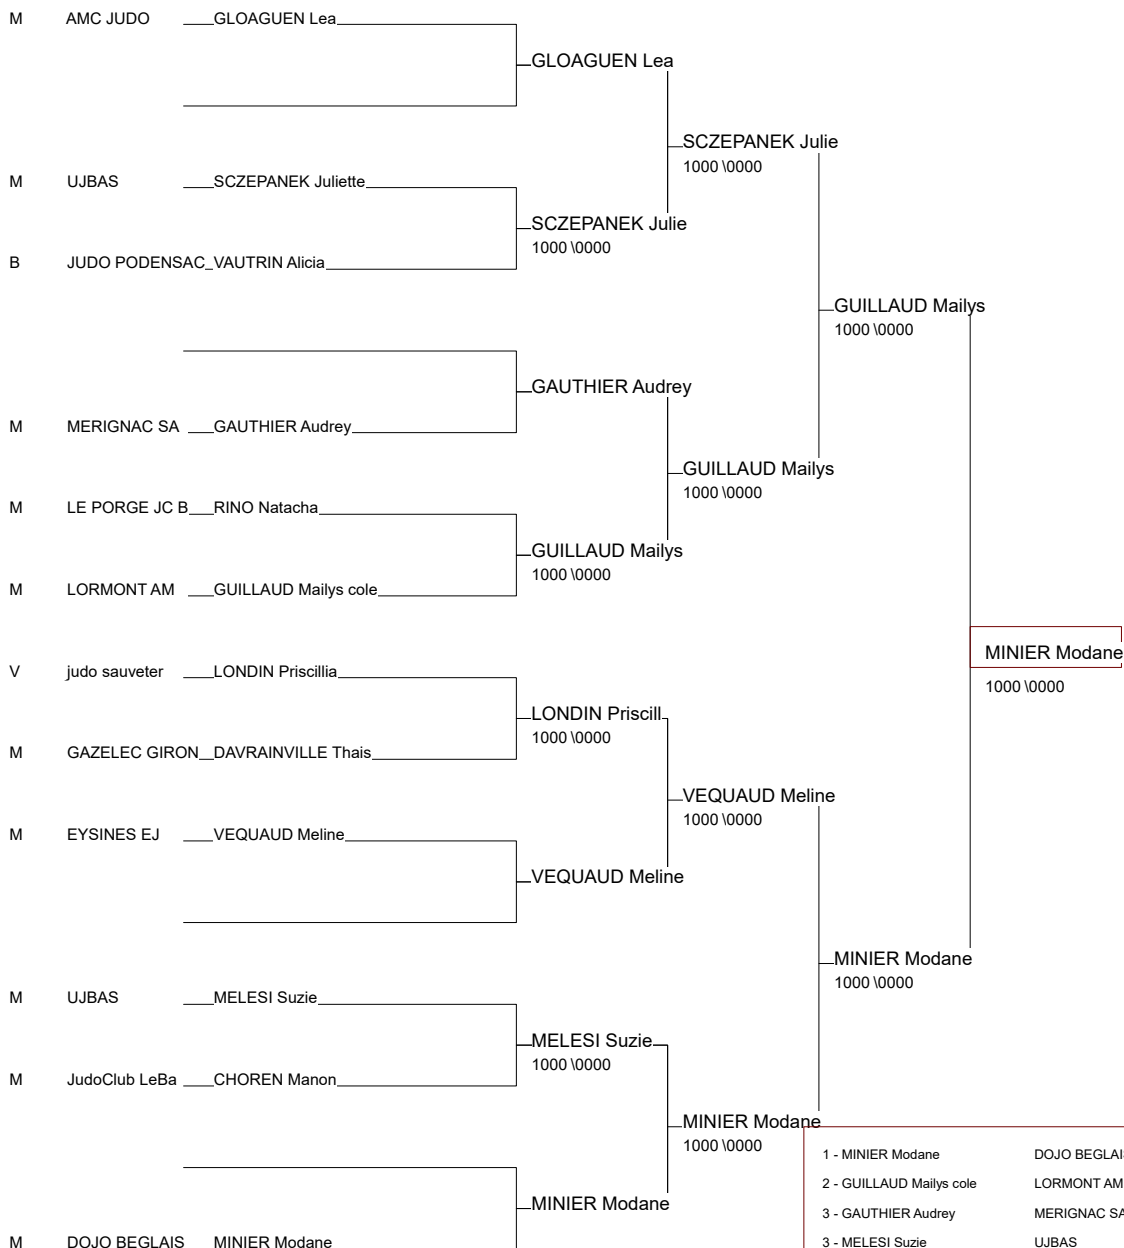 M AMC JUDO GLOAGUEN Lea
GLOAGUEN Lea
SCZEPANEK Julie
1000 \0000
M UJBAS SCZEPANEK Juliette
SCZEPANEK Julie
1000 \0000
B JUDO PODENSAC VAUTRIN Alicia
GUILLAUD Mailys
1000 \0000
GAUTHIER Audrey
M MERIGNAC SA GAUTHIER Audrey
GUILLAUD Mailys
1000 \0000
M LE PORGE JC B RINO Natacha
GUILLAUD Mailys
1000 \0000
M LORMONT AM GUILLAUD Mailys cole
MINIER Modane
1000 \0000
V judo sauveter LONDIN Priscillia
LONDIN Priscill
1000 \0000
M GAZELEC GIRON DAVRAINVILLE Thais
VEQUAUD Meline
1000 \0000
M EYSINES EJ VEQUAUD Meline
VEQUAUD Meline
MINIER Modane
1000 \0000
M UJBAS MELESI Suzie
MELESI Suzie
1000 \0000
M JudoClub LeBa CHOREN Manon
MINIER Modane
1000 \0000
1 - MINIER Modane DOJO BEGLAIS
2 - GUILLAUD Mailys cole LORMONT AM
MINIER Modane
3 - GAUTHIER Audrey MERIGNAC SA
M DOJO BEGLAIS MINIER Modane
3 - MELESI Suzie UJBAS